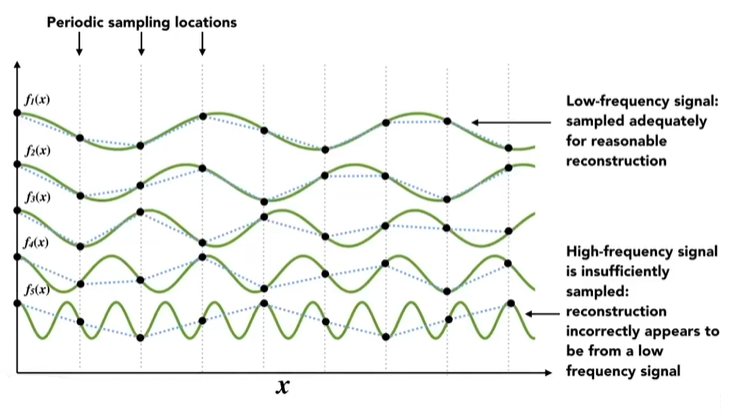 Periodic sampling locations
f₁(x)
f₂(x)
f₃(x)
f₄(x)
f₅(x)
Low-frequency signal:
sampled adequately
for reasonable
reconstruction
High-frequency signal
is insufficiently
sampled:
reconstruction
incorrectly appears to
be from a low
frequency signal
x